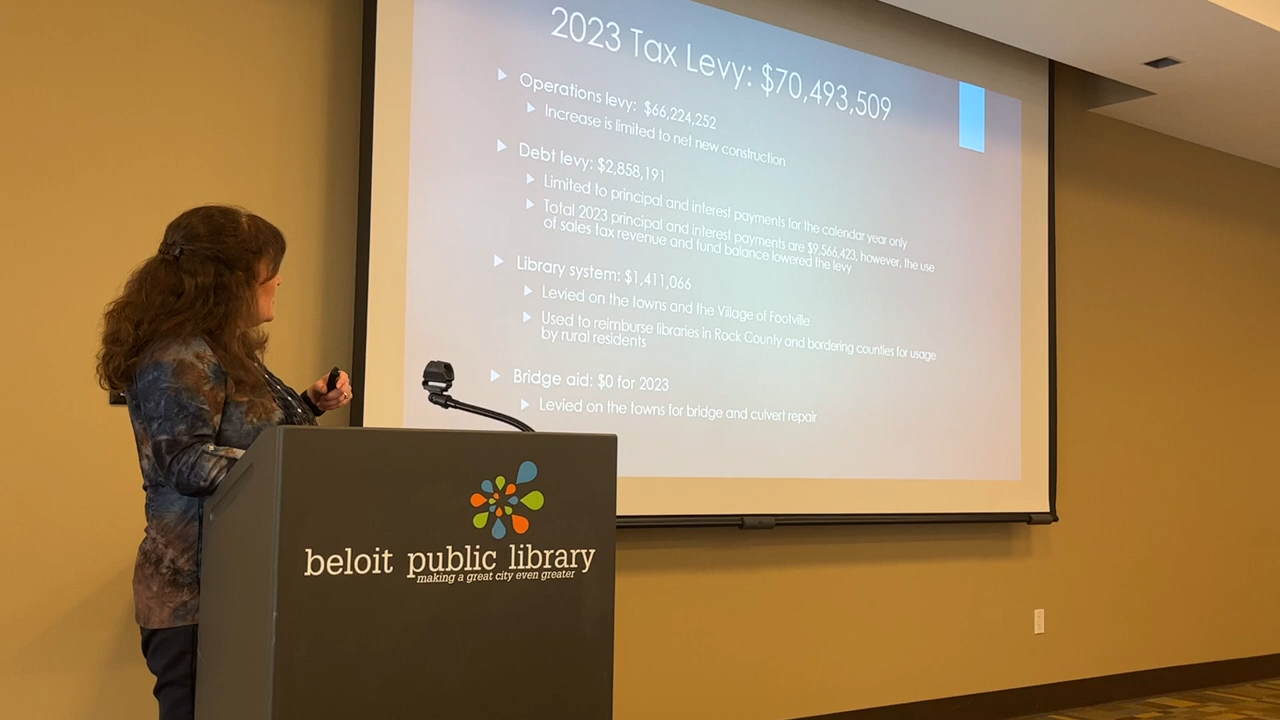 2023 Tax Levy: $70,493,509
Operations levy: $66,224,252
Increase is limited to net new construction
Debt levy: $2,858,191
Limited to principal and interest payments for the calendar year only
Total 2023 principal and interest payments are $9,566,423, however, the use
of sales tax revenue and fund balance lowered the levy
Library system: $1,411,066
Levied on the towns and the Village of Footville
Used to reimburse libraries in Rock County and bordering counties for usage
by rural residents
Bridge aid: $0 for 2023
Levied on the towns for bridge and culvert repair
beloit public library
making a great city even greater